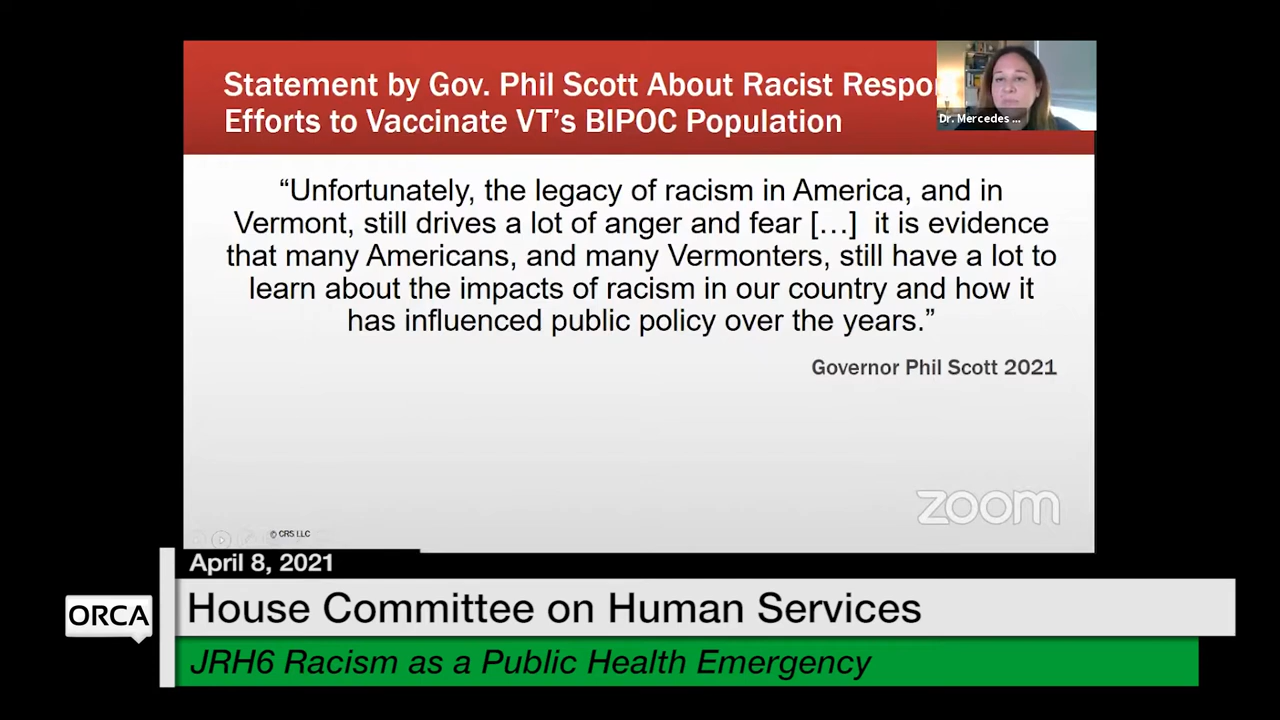 Statement by Gov. Phil Scott About Racist Respo
Efforts to Vaccinate VT's BIPOC Population
Dr. Mercedes ...
“Unfortunately, the legacy of racism in America, and in
Vermont, still drives a lot of anger and fear […] it is evidence
that many Americans, and many Vermonters, still have a lot to
learn about the impacts of racism in our country and how it
has influenced public policy over the years.”
Governor Phil Scott 2021
zoom
© CRS LLC
April 8, 2021
ORCA
House Committee on Human Services
JRH6 Racism as a Public Health Emergency